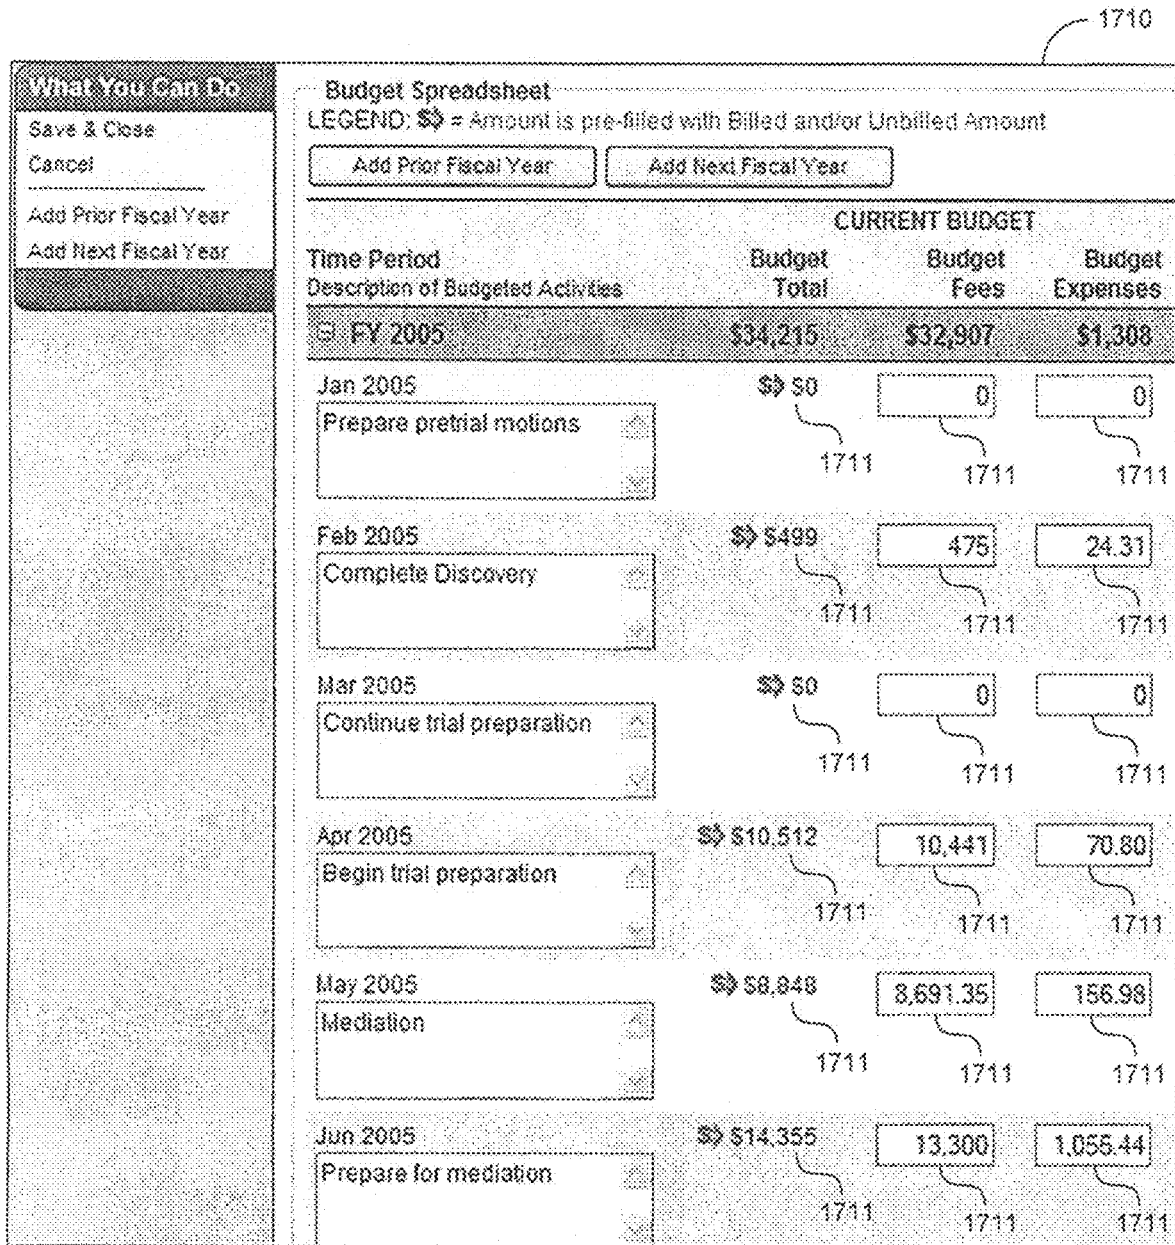 1710
What You Can Do
Save & Close
Cancel
Add Prior Fiscal Year
Add Next Fiscal Year
Budget Spreadsheet
LEGEND: $ = Amount is pre-filled with Billed and/or Unbilled Amount
Add Prior Fiscal Year Add Next Fiscal Year
CURRENT BUDGET
Time Period Budget Budget Budget
Description of Budgeted Activities Total Fees Expenses
FY 2005 $34,215 $32,907 $1,308
Jan 2005 $ $0 0 0
Prepare pretrial motions
1711 1711 1711
Feb 2005 $ $499 475 24.31
Complete Discovery
1711 1711 1711
Mar 2005 $ $0 0 0
Continue trial preparation
1711 1711 1711
Apr 2005 $ $10,512 10,441 70.80
Begin trial preparation
1711 1711 1711
May 2005 $ $8,848 8,691.35 156.98
Mediation
1711 1711 1711
Jun 2005 $ $14,355 13,300 1,055.44
Prepare for mediation
1711 1711 1711